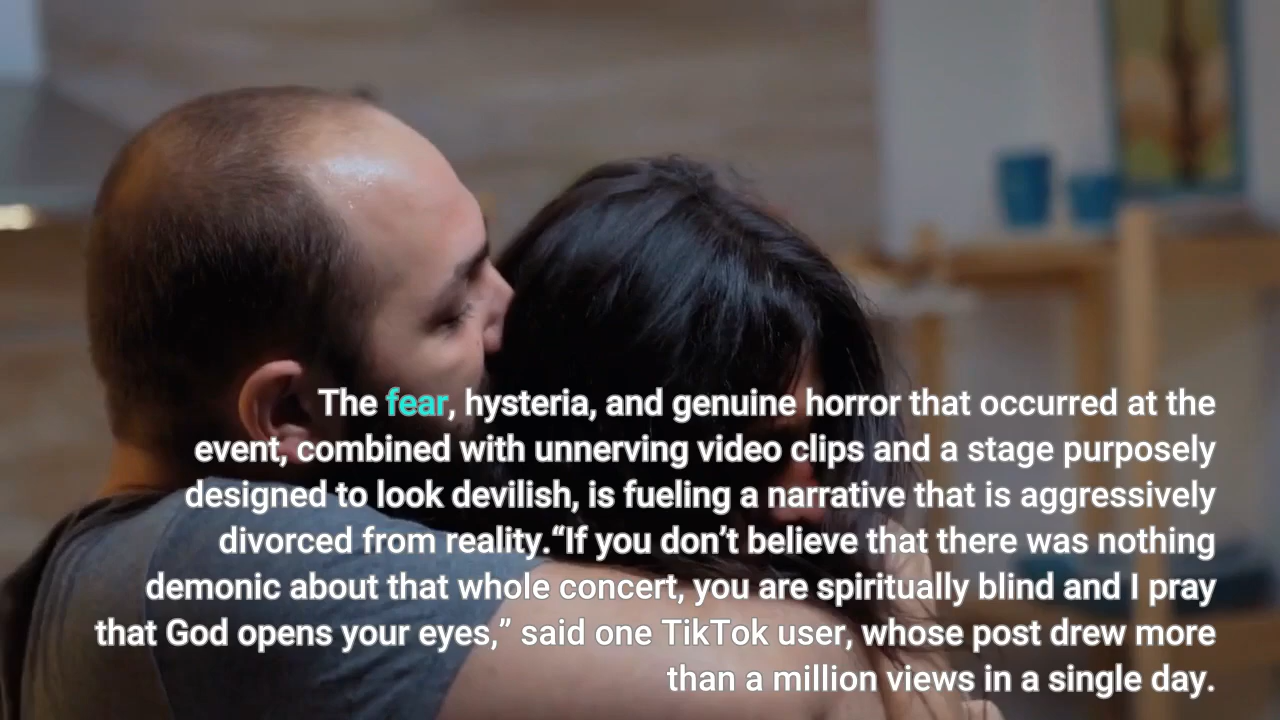 The fear, hysteria, and genuine horror that occurred at the
event, combined with unnerving video clips and a stage purposely
designed to look devilish, is fueling a narrative that is aggressively
divorced from reality.“If you don’t believe that there was nothing
demonic about that whole concert, you are spiritually blind and I pray
that God opens your eyes,” said one TikTok user, whose post drew more
than a million views in a single day.